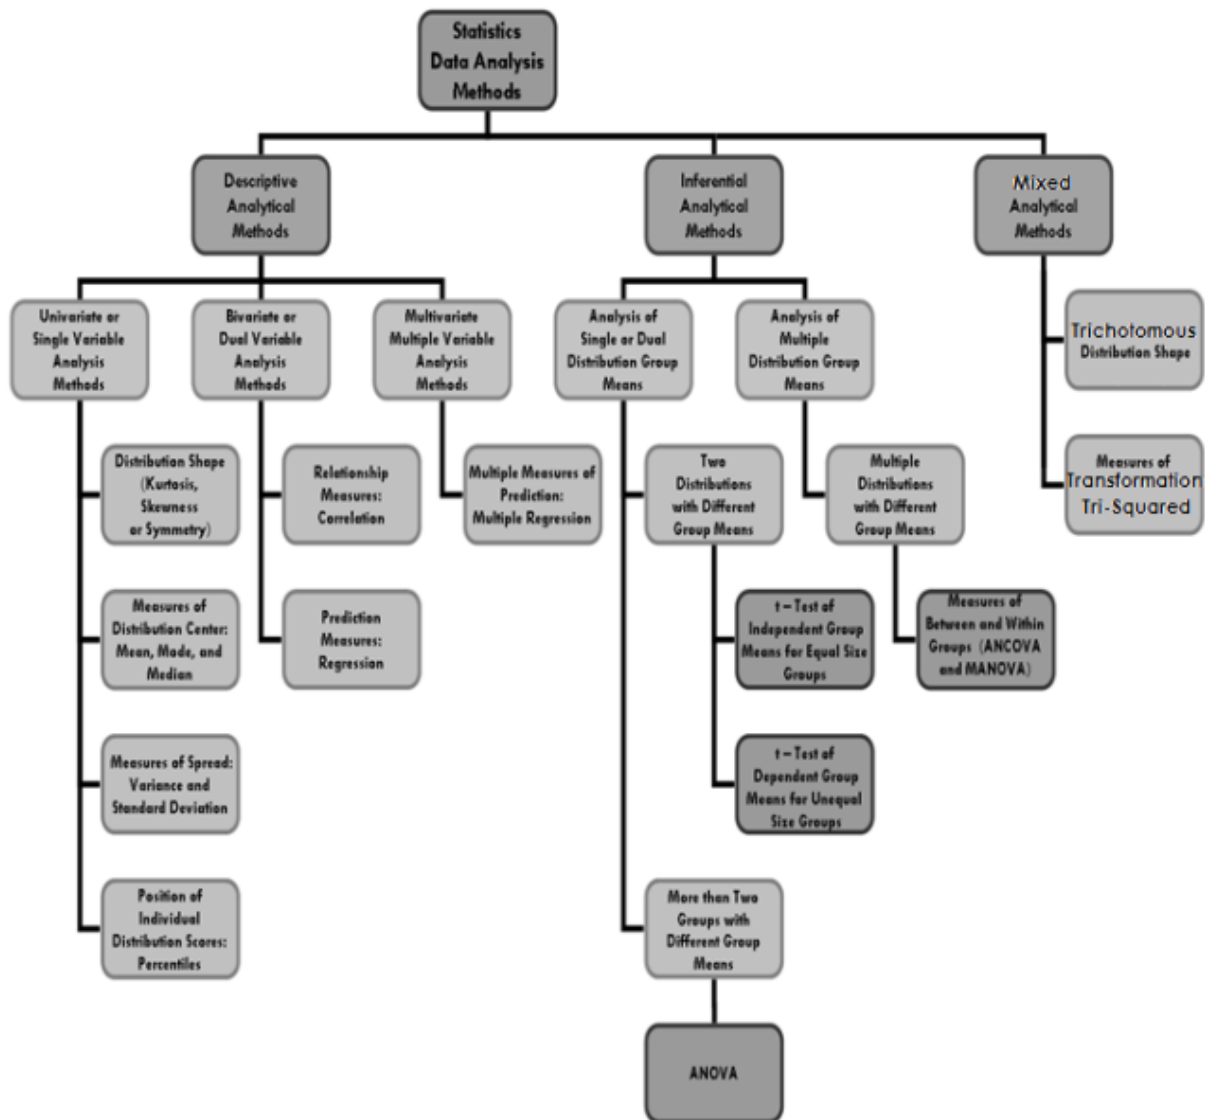 Statistics
Data Analysis
Methods
Descriptive
Analytical
Methods
Inferential
Analytical
Methods
Mixed
Analytical
Methods
Univariate or
Single Variable
Analysis
Methods
Bivariate or
Dual Variable
Analysis
Methods
Multivariate
Multiple Variable
Analysis
Methods
Analysis of
Single or Dual
Distribution Group
Means
Analysis of
Multiple
Distribution Group
Means
Trichotomous
Distribution Shape
Distribution Shape
(Kurtosis,
Skewness
or Symmetry)
Relationship
Measures:
Correlation
Multiple Measures of
Prediction:
Multiple Regression
Two
Distributions
with Different
Group Means
Multiple
Distributions
with Different
Group Means
Measures of
Transformation
Tri-Squared
Measures of
Distribution Center:
Mean, Mode, and
Median
Prediction
Measures:
Regression
t – Test of
Independent Group
Means for Equal Size
Groups
Measures of
Between and Within
Groups (ANCOVA
and MANOVA)
Measures of Spread:
Variance and
Standard Deviation
t – Test of
Dependent Group
Means for Unequal
Size Groups
Position of
Individual
Distribution Scores:
Percentiles
More than Two
Groups with
Different Group
Means
ANOVA